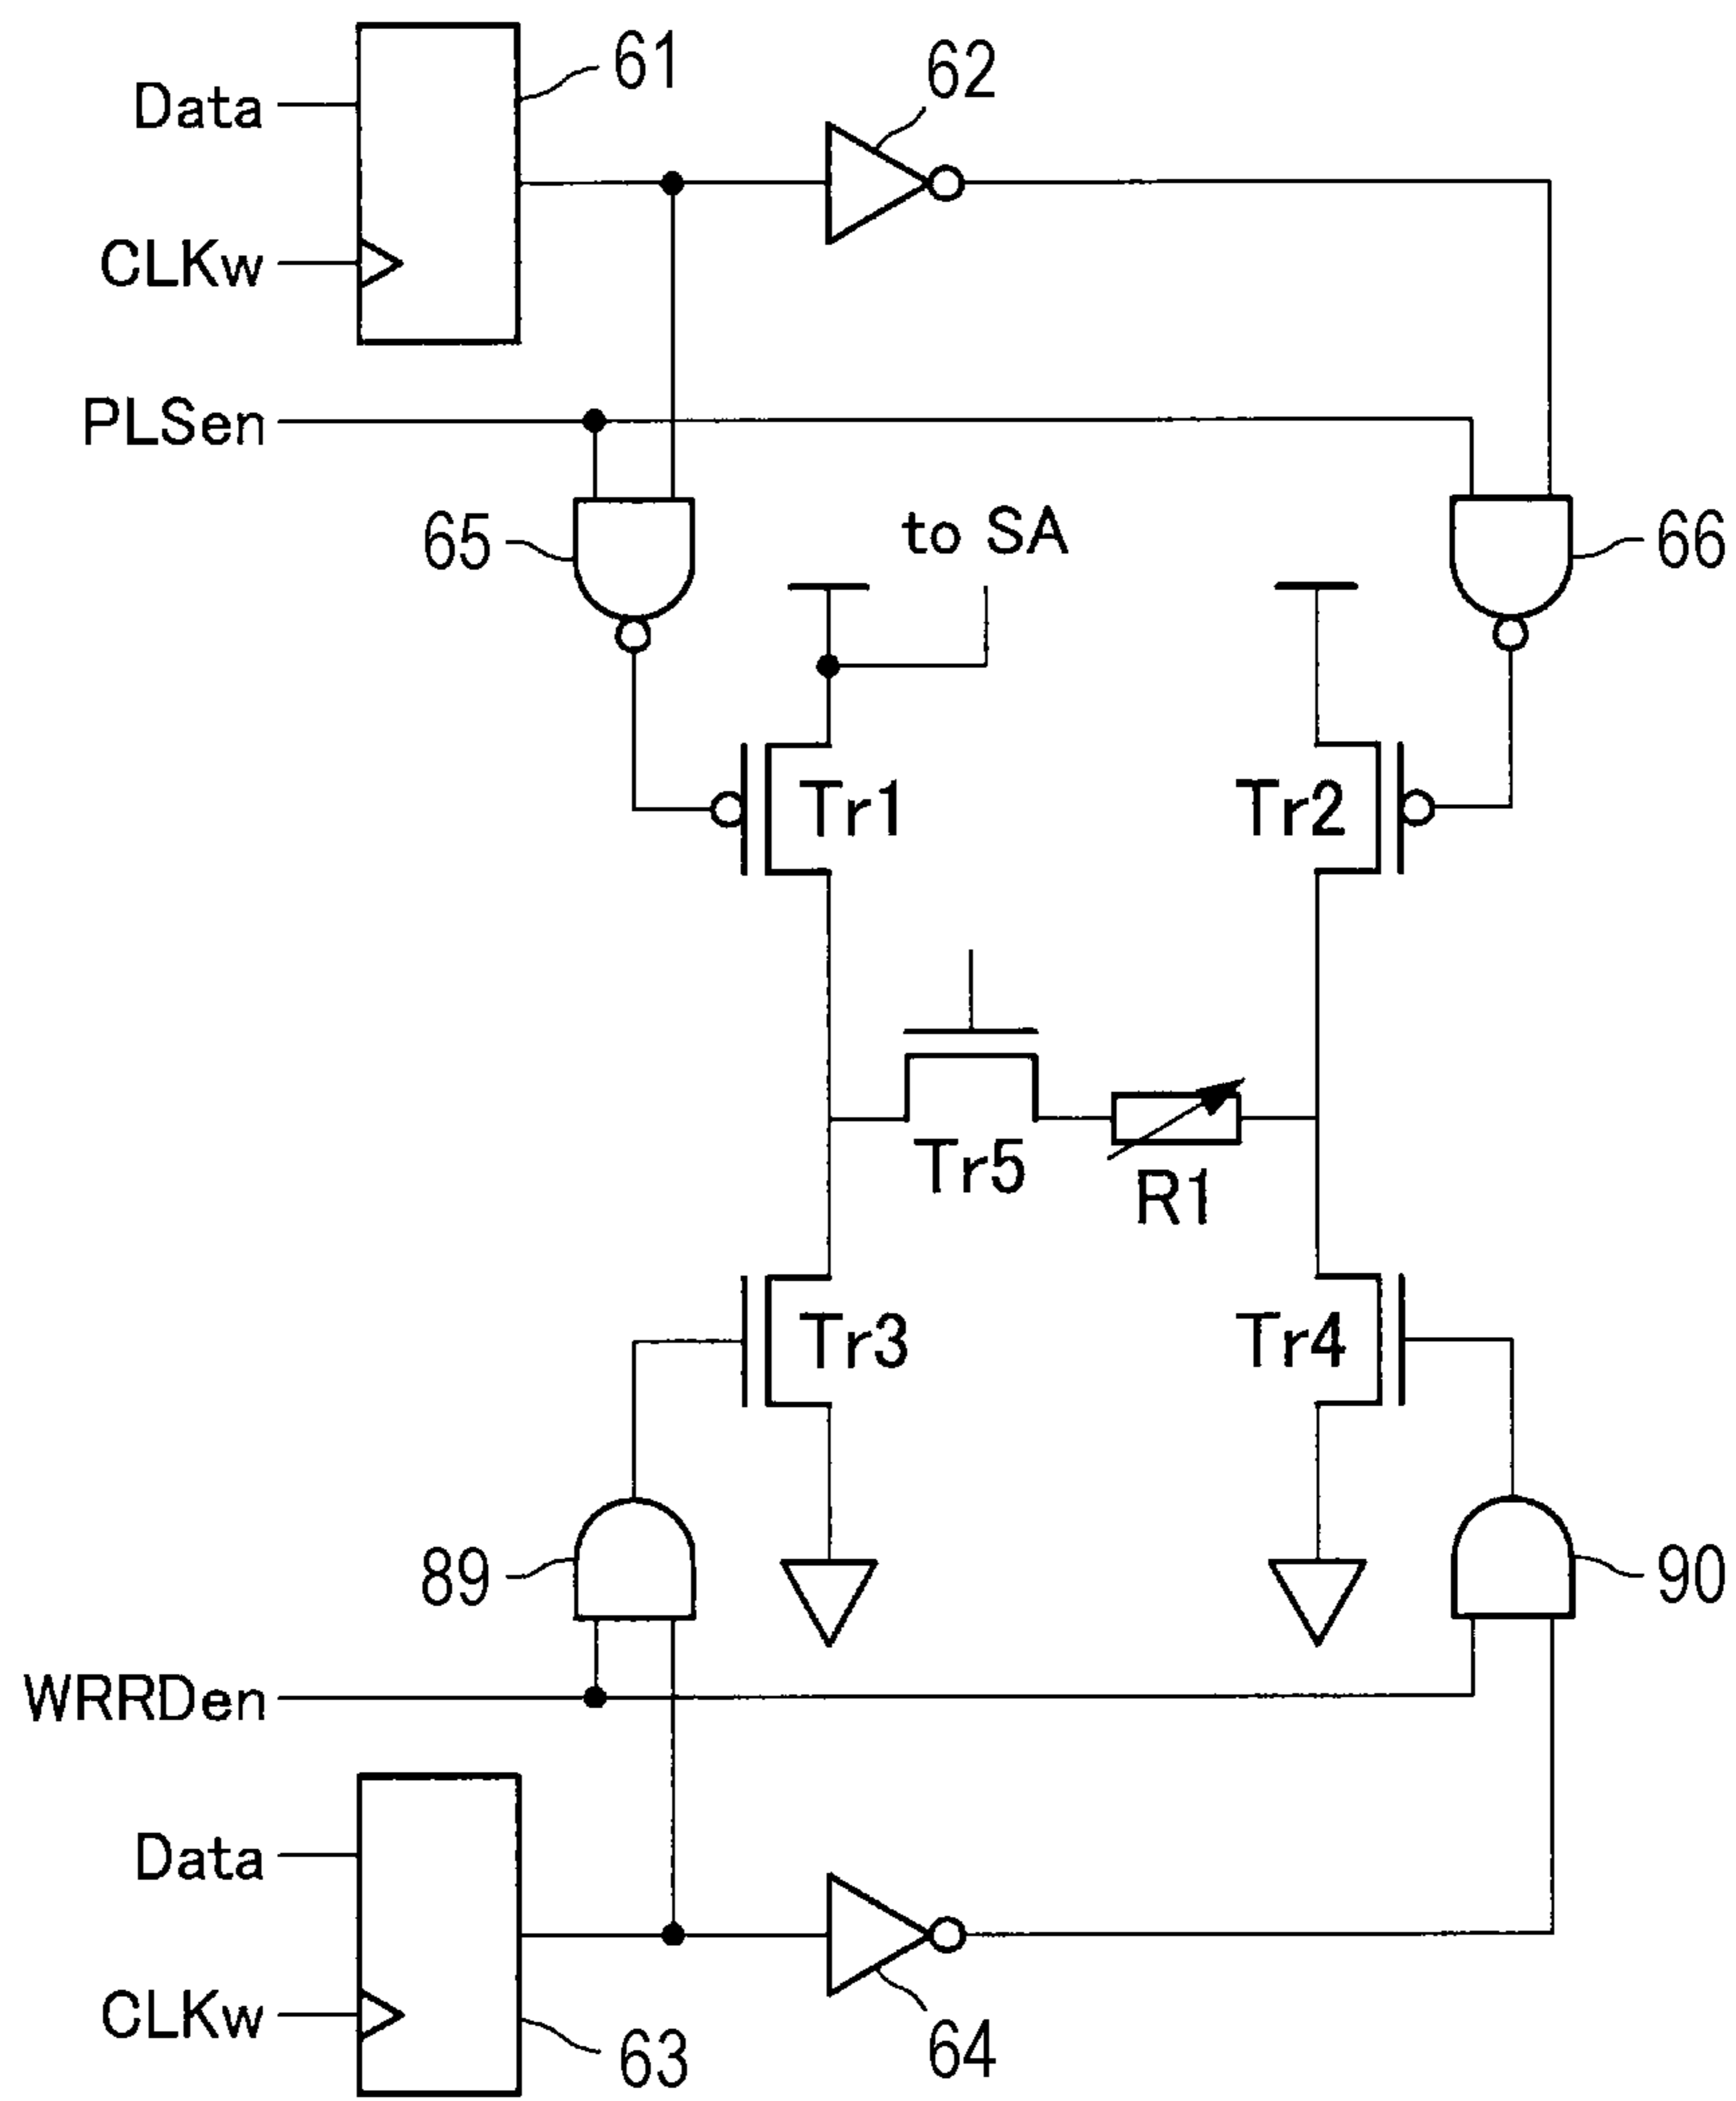 61
62
Data
CLKw
PLSen
65
to SA
66
Tr1
Tr2
Tr5
R1
Tr3
Tr4
89
90
WRRDen
Data
CLKw
63
64